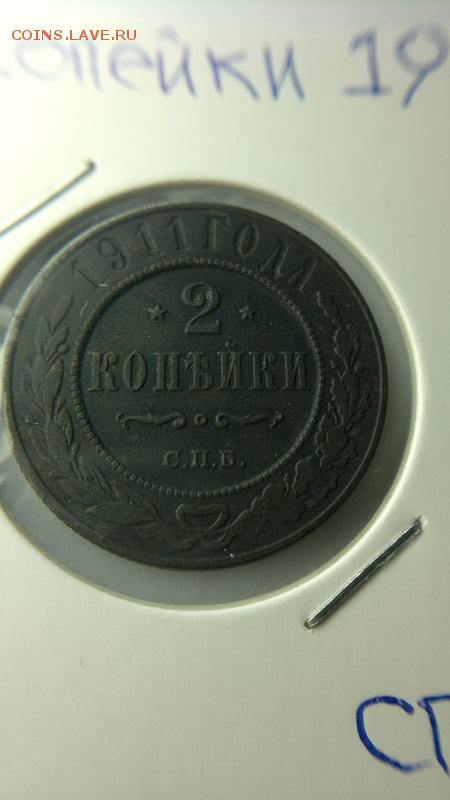 COINS.LAVE.RU
копейки 19
1911 ГОДА
2
КОПѢЙКИ
С.П.Б.
СП